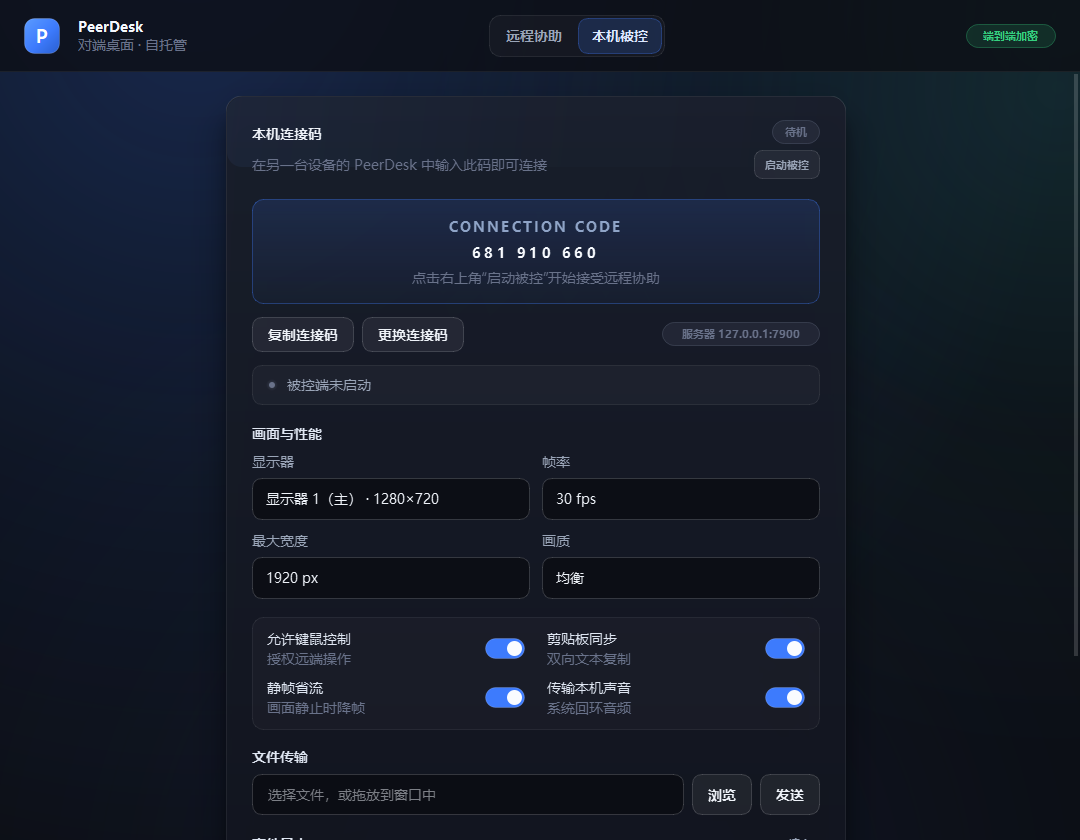 P
PeerDesk
对端桌面 · 自托管
远程协助
本机被控
端到端加密
本机连接码
待机
在另一台设备的 PeerDesk 中输入此码即可连接
启动被控
CONNECTION CODE
681 910 660
点击右上角“启动被控”开始接受远程协助
复制连接码
更换连接码
服务器 127.0.0.1:7900
被控端未启动
画面与性能
显示器
帧率
显示器 1（主） · 1280×720
30 fps
最大宽度
画质
1920 px
均衡
允许键鼠控制
授权远端操作
剪贴板同步
双向文本复制
静帧省流
画面静止时降帧
传输本机声音
系统回环音频
文件传输
选择文件，或拖放到窗口中
浏览
发送